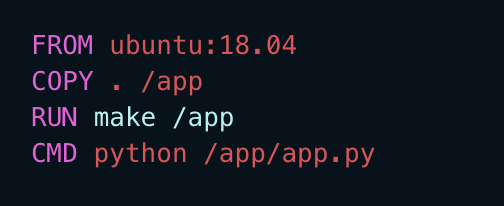 FROM ubuntu:18.04
COPY . /app
RUN make /app
CMD python /app/app.py